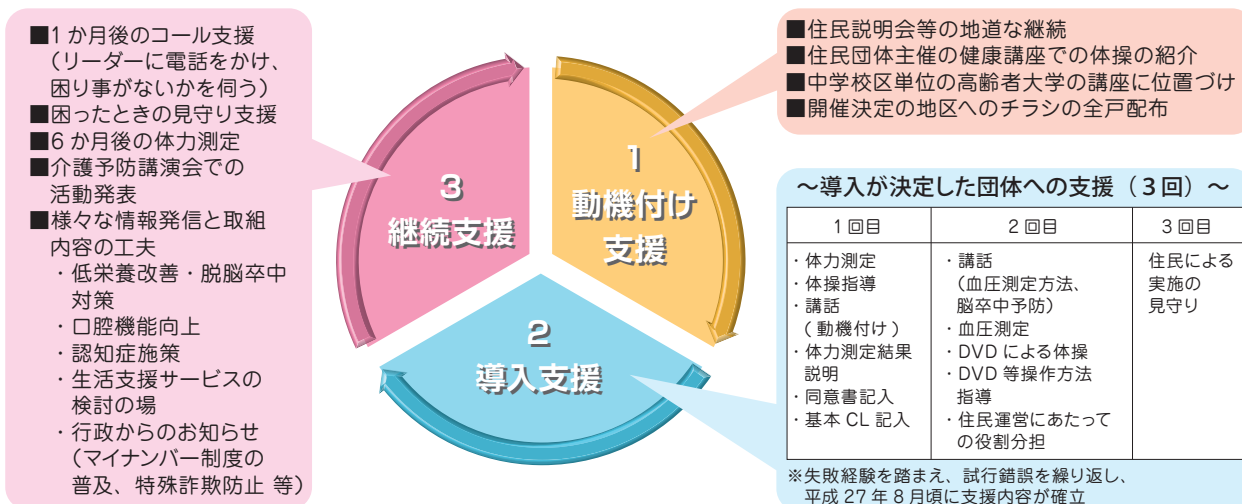 ■1か月後のコール支援
（リーダーに電話をかけ、
困り事がないかを伺う）
■困ったときの見守り支援
■6か月後の体力測定
■介護予防講演会での
活動発表
■様々な情報発信と取組
内容の工夫
・低栄養改善・脱脳卒中
対策
・口腔機能向上
・認知症施策
・生活支援サービスの
検討の場
・行政からのお知らせ
（マイナンバー制度の
普及、特殊詐欺防止 等）
3
継続支援
1
動機付け
支援
2
導入支援
■住民説明会等の地道な継続
■住民団体主催の健康講座での体操の紹介
■中学校区単位の高齢者大学の講座に位置づけ
■開催決定の地区へのチラシの全戸配布
～導入が決定した団体への支援（3回）～
1回目
・体力測定
・体操指導
・講話
（動機付け）
・体力測定結果
説明
・同意書記入
・基本CL記入
2回目
・講話
（血圧測定方法、
脳卒中予防）
・血圧測定
・DVDによる体操
・DVD等操作方法
指導
・住民運営にあたって
の役割分担
3回目
住民による
実施の
見守り
※失敗経験を踏まえ、試行錯誤を繰り返し、
平成27年8月頃に支援内容が確立